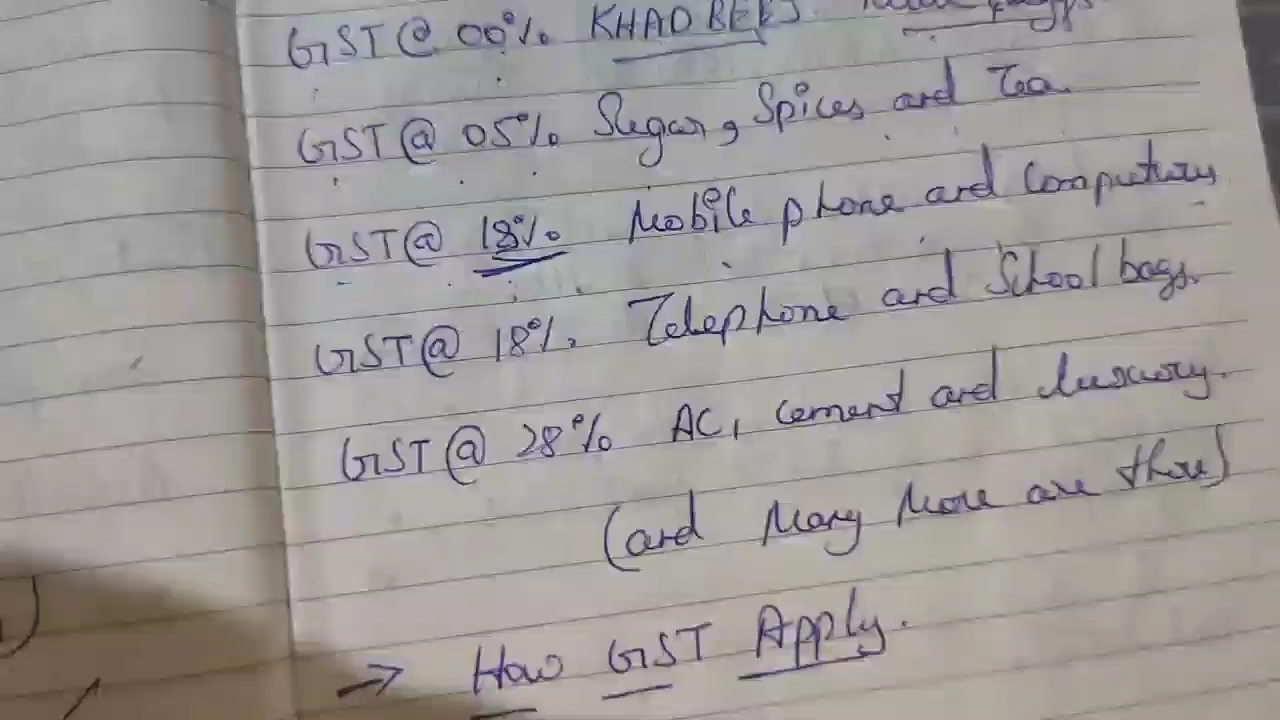 GST @ 00% KHADBEEJ.
GST @ 05% Sugar, Spices and Tea.
GST @ 18% Mobile phone and Computers
GST @ 18%. Telephone and School bags.
GST @ 28% AC, cement and luxury.
(and Many More are there)
→ How GST Apply.